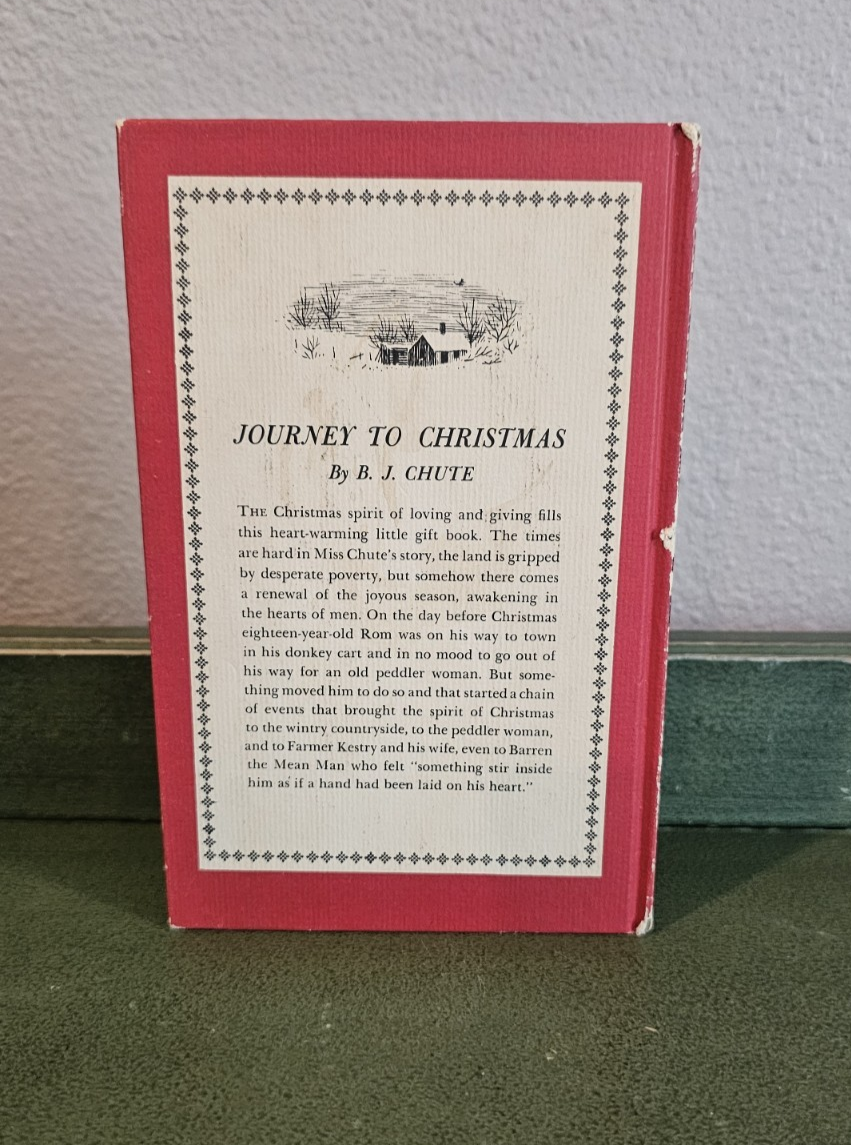 JOURNEY TO CHRISTMAS
By B. J. CHUTE
THE Christmas spirit of loving and giving fills
this heart-warming little gift book. The times
are hard in Miss Chute's story, the land is gripped
by desperate poverty, but somehow there comes
a renewal of the joyous season, awakening in
the hearts of men. On the day before Christmas
eighteen-year-old Rom was on his way to town
in his donkey cart and in no mood to go out of
his way for an old peddler woman. But some-
thing moved him to do so and that started a chain
of events that brought the spirit of Christmas
to the wintry countryside, to the peddler woman,
and to Farmer Kestry and his wife, even to Barren
the Mean Man who felt "something stir inside
him as if a hand had been laid on his heart."